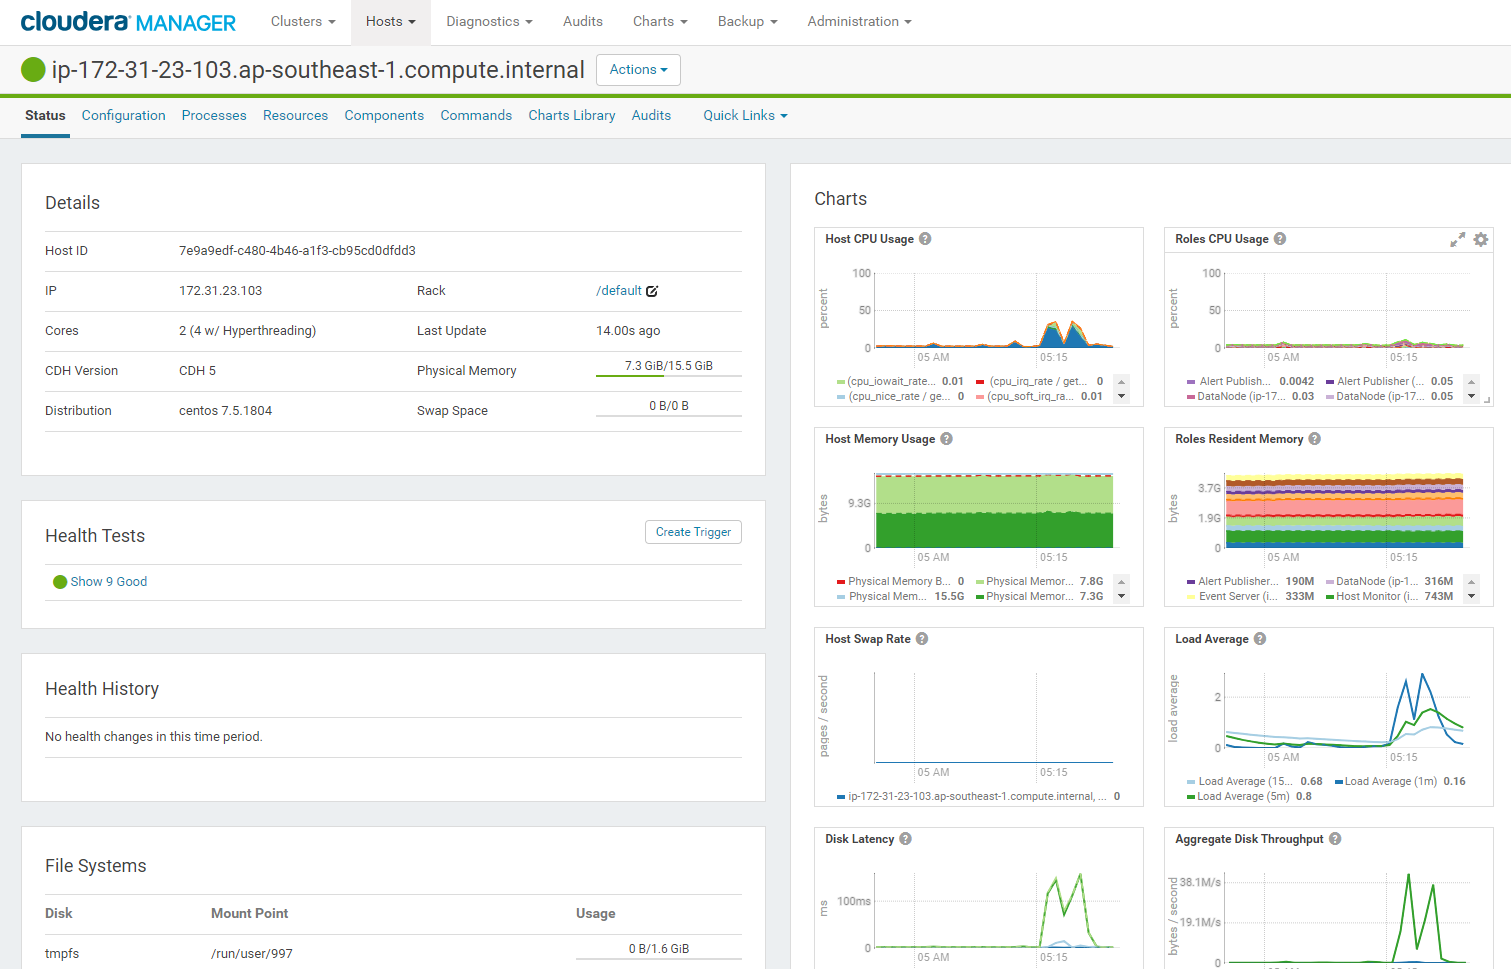 cloudera MANAGER
Clusters
Hosts
Diagnostics
Audits
Charts
Backup
Administration
ip-172-31-23-103.ap-southeast-1.compute.internal
Actions
Status
Configuration
Processes
Resources
Components
Commands
Charts Library
Audits
Quick Links
Details
Host ID 7e9a9edf-c480-4b46-a1f3-cb95cd0dfdd3
IP 172.31.23.103 Rack /default
Cores 2 (4 w/ Hyperthreading) Last Update 14.00s ago
CDH Version CDH 5 Physical Memory 7.3 GiB/15.5 GiB
Distribution centos 7.5.1804 Swap Space 0 B/0 B
Health Tests
Create Trigger
Show 9 Good
Health History
No health changes in this time period.
File Systems
Disk Mount Point Usage
tmpfs /run/user/997 0 B/1.6 GiB
Charts
Host CPU Usage ?
percent
100
50
0
05 AM 05:15
(cpu_iowait_rate... 0.01 (cpu_irq_rate / get... 0
(cpu_nice_rate / ge... 0 (cpu_soft_irq_ra... 0.01
Roles CPU Usage ?
percent
100
50
0
05 AM 05:15
Alert Publish... 0.0042 Alert Publisher (... 0.05
DataNode (ip-17... 0.03 DataNode (ip-17... 0.05
Host Memory Usage ?
bytes
9.3G
0
05 AM 05:15
Physical Memory B... 0 Physical Memor... 7.8G
Physical Mem... 15.5G Physical Memor... 7.3G
Roles Resident Memory ?
bytes
3.7G
1.9G
0
05 AM 05:15
Alert Publisher... 190M DataNode (ip-1... 316M
Event Server (i... 333M Host Monitor (i... 743M
Host Swap Rate ?
pages / second
05 AM 05:15
ip-172-31-23-103.ap-southeast-1.compute.internal, ... 0
Load Average ?
load average
2
0
05 AM 05:15
Load Average (15... 0.68 Load Average (1m) 0.16
Load Average (5m) 0.8
Disk Latency ?
ms
100ms
0
05 AM 05:15
Aggregate Disk Throughput ?
bytes / second
38.1M/s
19.1M/s
0